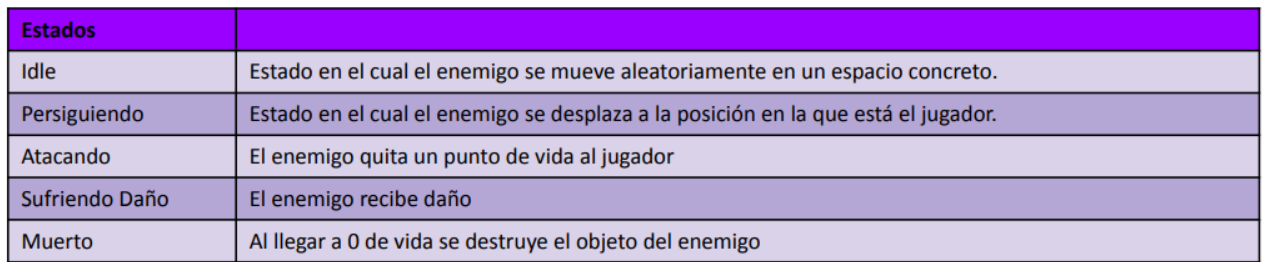 Estados
Idle Estado en el cual el enemigo se mueve aleatoriamente en un espacio concreto.
Persiguiendo Estado en el cual el enemigo se desplaza a la posición en la que está el jugador.
Atacando El enemigo quita un punto de vida al jugador
Sufriendo Daño El enemigo recibe daño
Muerto Al llegar a 0 de vida se destruye el objeto del enemigo